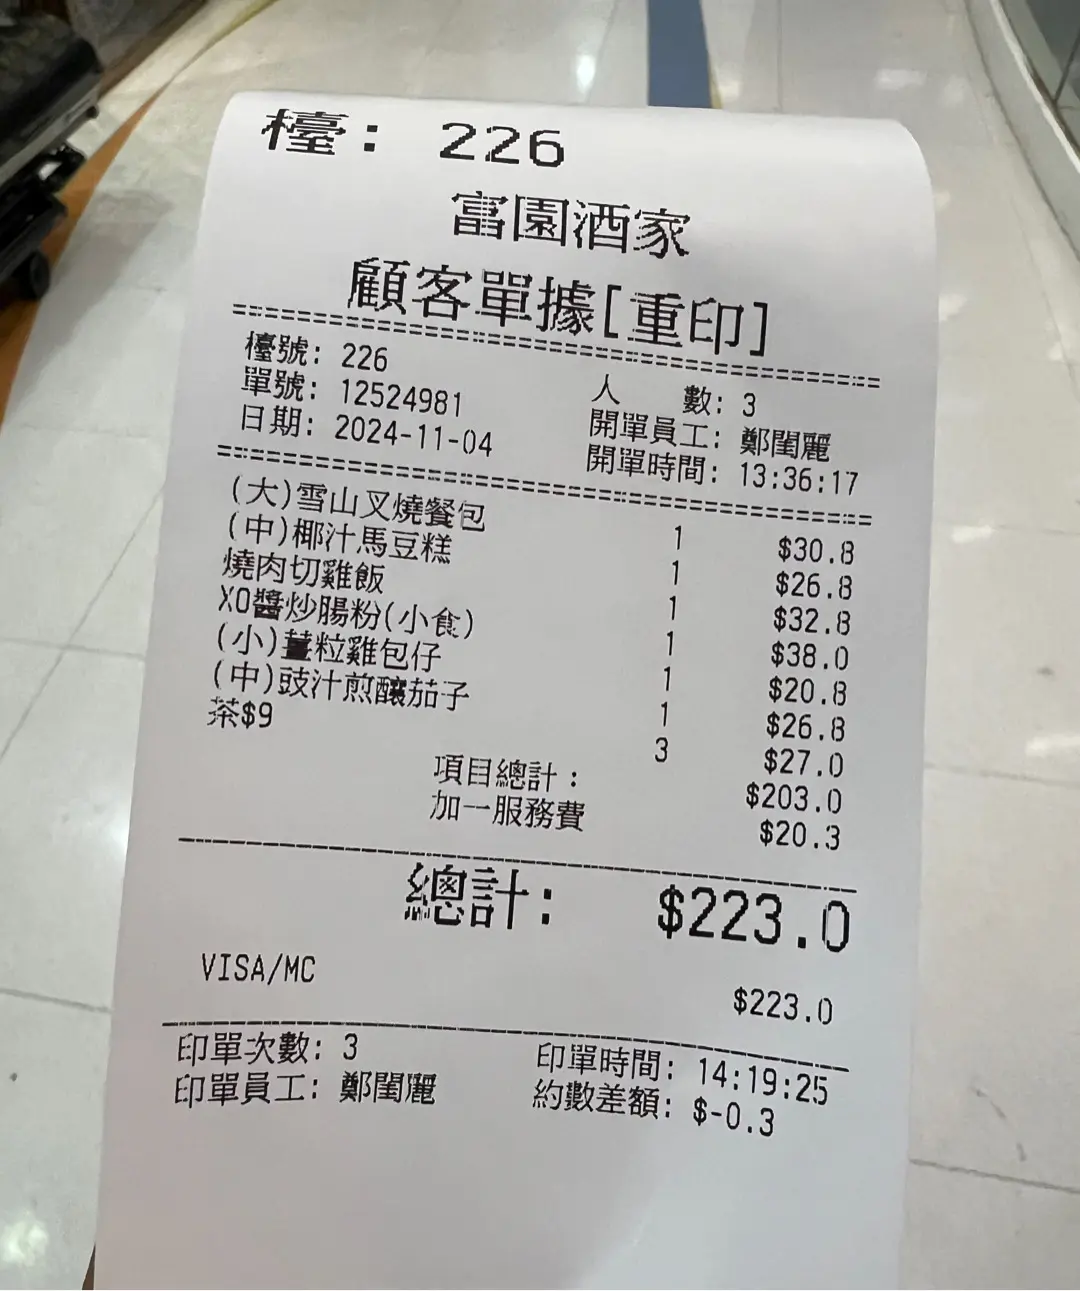 檯: 226
富園酒家
顧客單據[重印]
檯號: 226 人 數: 3
單號: 12524981 開單員工: 鄭閨麗
日期: 2024-11-04 開單時間: 13:36:17
(大)雪山叉燒餐包 1 $30.8
(中)椰汁馬豆糕 1 $26.8
燒肉切雞飯 1 $32.8
XO醬炒腸粉(小食) 1 $38.0
(小)薑粒雞包仔 1 $20.8
(中)豉汁煎釀茄子 1 $26.8
茶$9 3 $27.0
項目總計: $203.0
加一服務費 $20.3
總計: $223.0
VISA/MC $223.0
印單次數: 3 印單時間: 14:19:25
印單員工: 鄭閨麗 約數差額: $-0.3